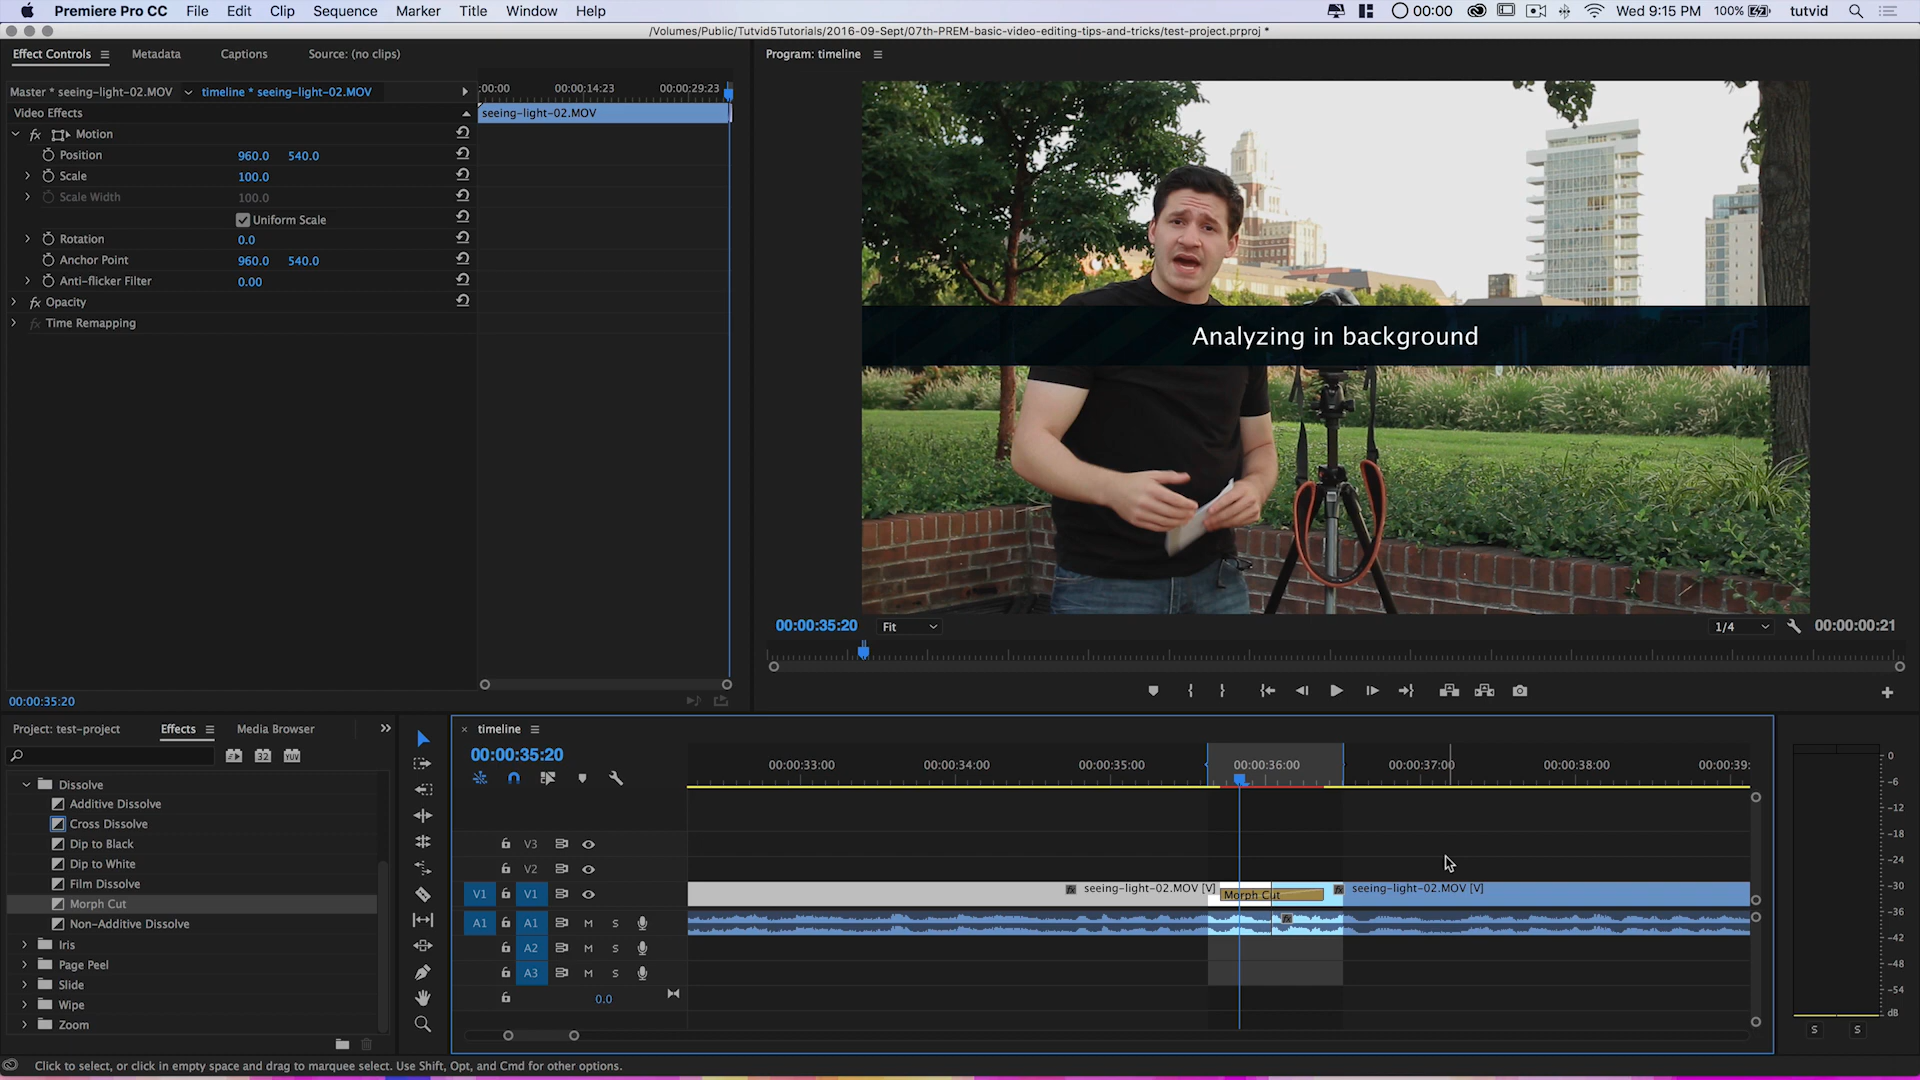 Premiere Pro CC File Edit Clip Sequence Marker Title Window Help 00:00 Wed 9:15 PM 100% tutvid
/Volumes/Public/Tutvid5Tutorials/2016-09-Sept/07th-PREM-basic-video-editing-tips-and-tricks/test-project.prproj *
Effect Controls Metadata Captions Source: (no clips)
Master * seeing-light-02.MOV timeline * seeing-light-02.MOV
:00:00 00:00:14:23 00:00:29:23
Video Effects
seeing-light-02.MOV
fx Motion
Position 960.0 540.0
Scale 100.0
Scale Width 100.0
Uniform Scale
Rotation 0.0
Anchor Point 960.0 540.0
Anti-flicker Filter 0.00
fx Opacity
fx Time Remapping
00:00:35:20
Program: timeline
Analyzing in background
00:00:35:20 Fit 1/4 00:00:00:21
Project: test-project Effects Media Browser
32 YUV
Dissolve
Additive Dissolve
Cross Dissolve
Dip to Black
Dip to White
Film Dissolve
Morph Cut
Non-Additive Dissolve
Iris
Page Peel
Slide
Wipe
Zoom
timeline
00:00:35:20
00:00:33:00 00:00:34:00 00:00:35:00 00:00:36:00 00:00:37:00 00:00:38:00 00:00:39:
V3
V2
V1 V1 fx seeing-light-02.MOV [V] Morph Cut fx seeing-light-02.MOV [V]
A1 A1 M S fx
A2 M S
A3 M S
0.0
0
-6
-12
-18
-24
-30
-36
-42
-48
-54
dB
S S
Click to select, or click in empty space and drag to marquee select. Use Shift, Opt, and Cmd for other options.